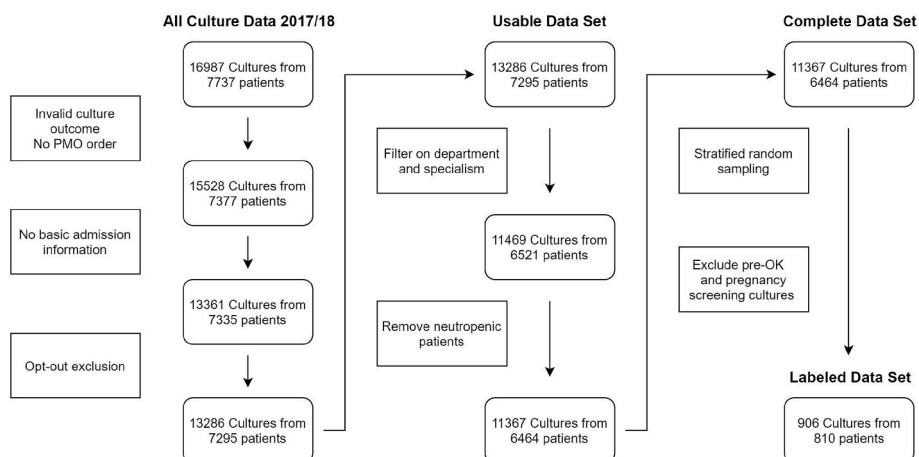 All Culture Data 2017/18
16987 Cultures from
7737 patients
Invalid culture
outcome
No PMO order
15528 Cultures from
7377 patients
No basic admission
information
13361 Cultures from
7335 patients
Opt-out exclusion
13286 Cultures from
7295 patients
Usable Data Set
13286 Cultures from
7295 patients
Filter on department
and specialism
11469 Cultures from
6521 patients
Remove neutropenic
patients
11367 Cultures from
6464 patients
Complete Data Set
11367 Cultures from
6464 patients
Stratified random
sampling
Exclude pre-OK
and pregnancy
screening cultures
Labeled Data Set
906 Cultures from
810 patients